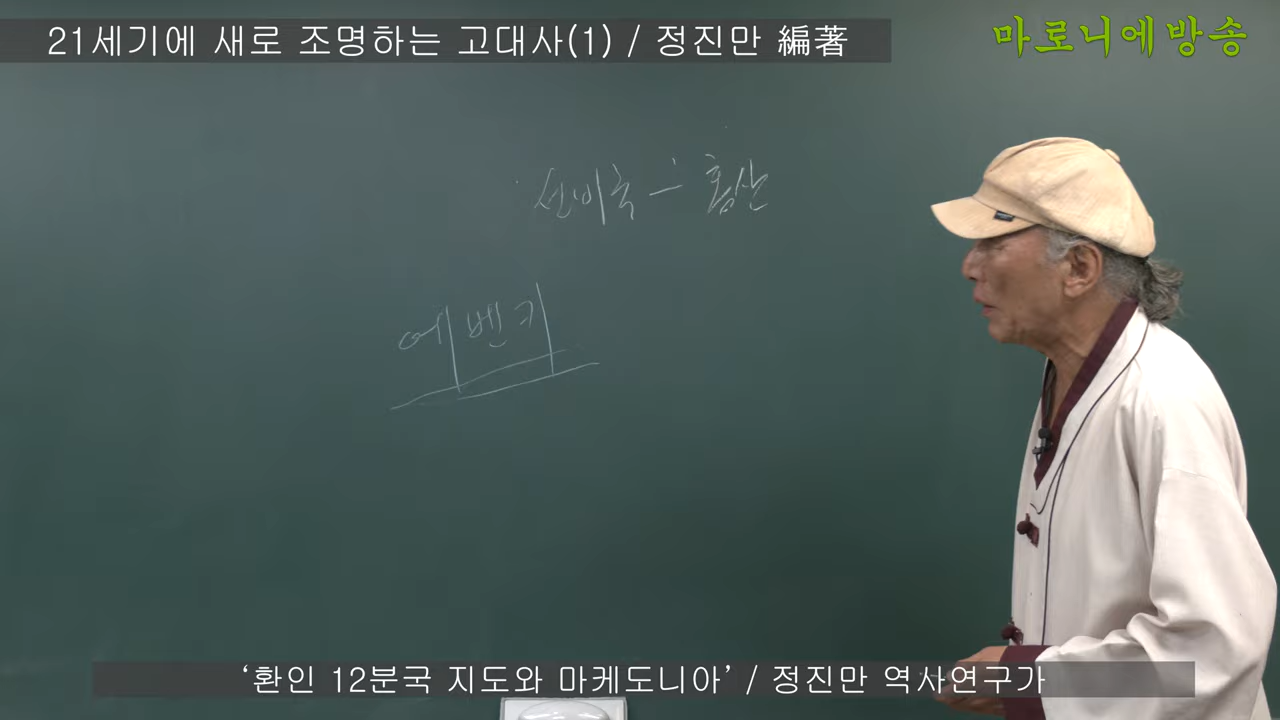 21세기에 새로 조명하는 고대사(1) / 정진만 編著
마로니에방송
선비국 - 홍산
에벤키
‘환인 12분국 지도와 마케도니아’ / 정진만 역사연구가